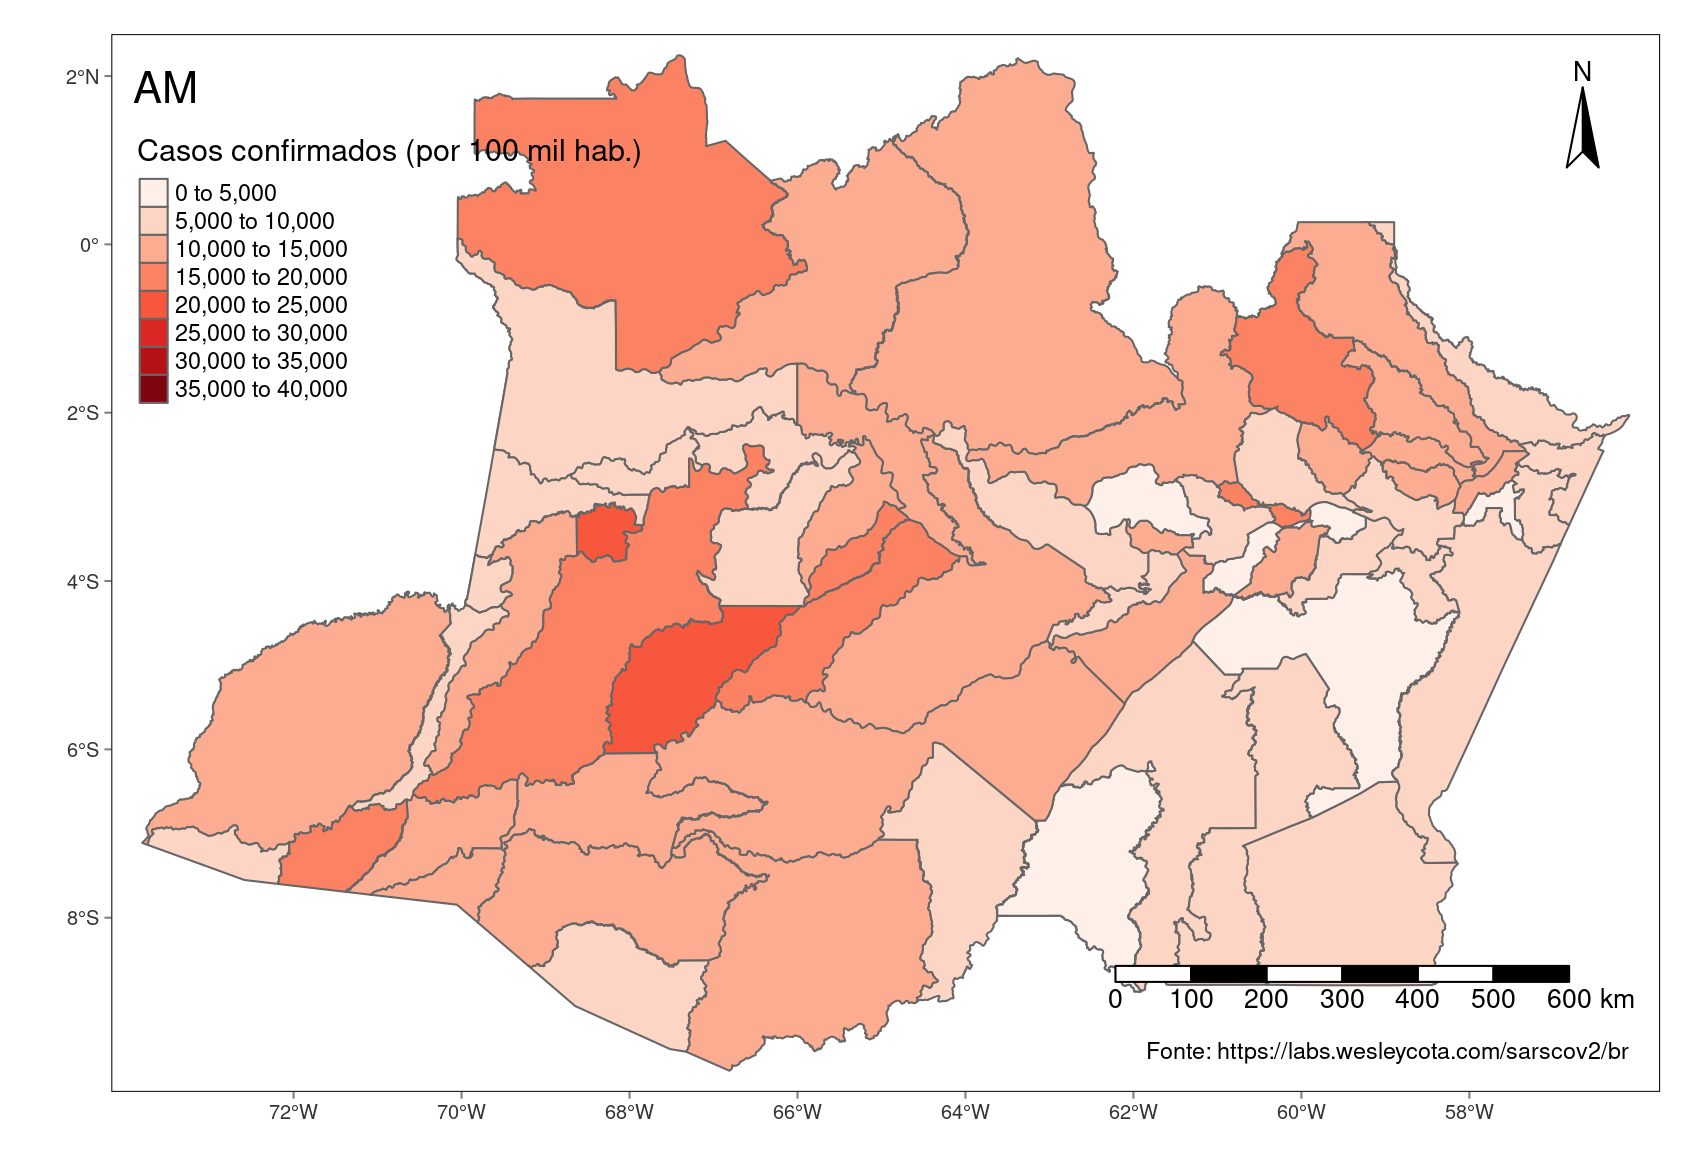 AM
N
Casos confirmados (por 100 mil hab.)
0 to 5,000
5,000 to 10,000
10,000 to 15,000
15,000 to 20,000
20,000 to 25,000
25,000 to 30,000
30,000 to 35,000
35,000 to 40,000
2°N
0°
2°S
4°S
6°S
8°S
0 100 200 300 400 500 600 km
Fonte: https://labs.wesleycota.com/sarscov2/br
72°W 70°W 68°W 66°W 64°W 62°W 60°W 58°W